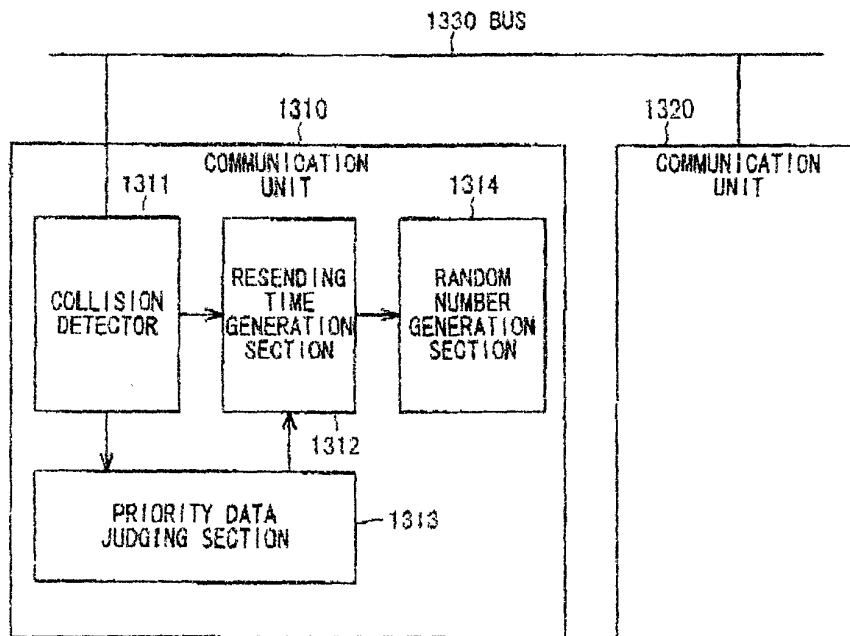 1330 BUS
1310
1320
COMMUNICATION
UNIT
COMMUNICATION
UNIT
1311
1314
COLLISION
DETECTOR
RESENDING
TIME
GENERATION
SECTION
RANDOM
NUMBER
GENERATION
SECTION
1312
PRIORITY DATA
JUDGING SECTION
1313